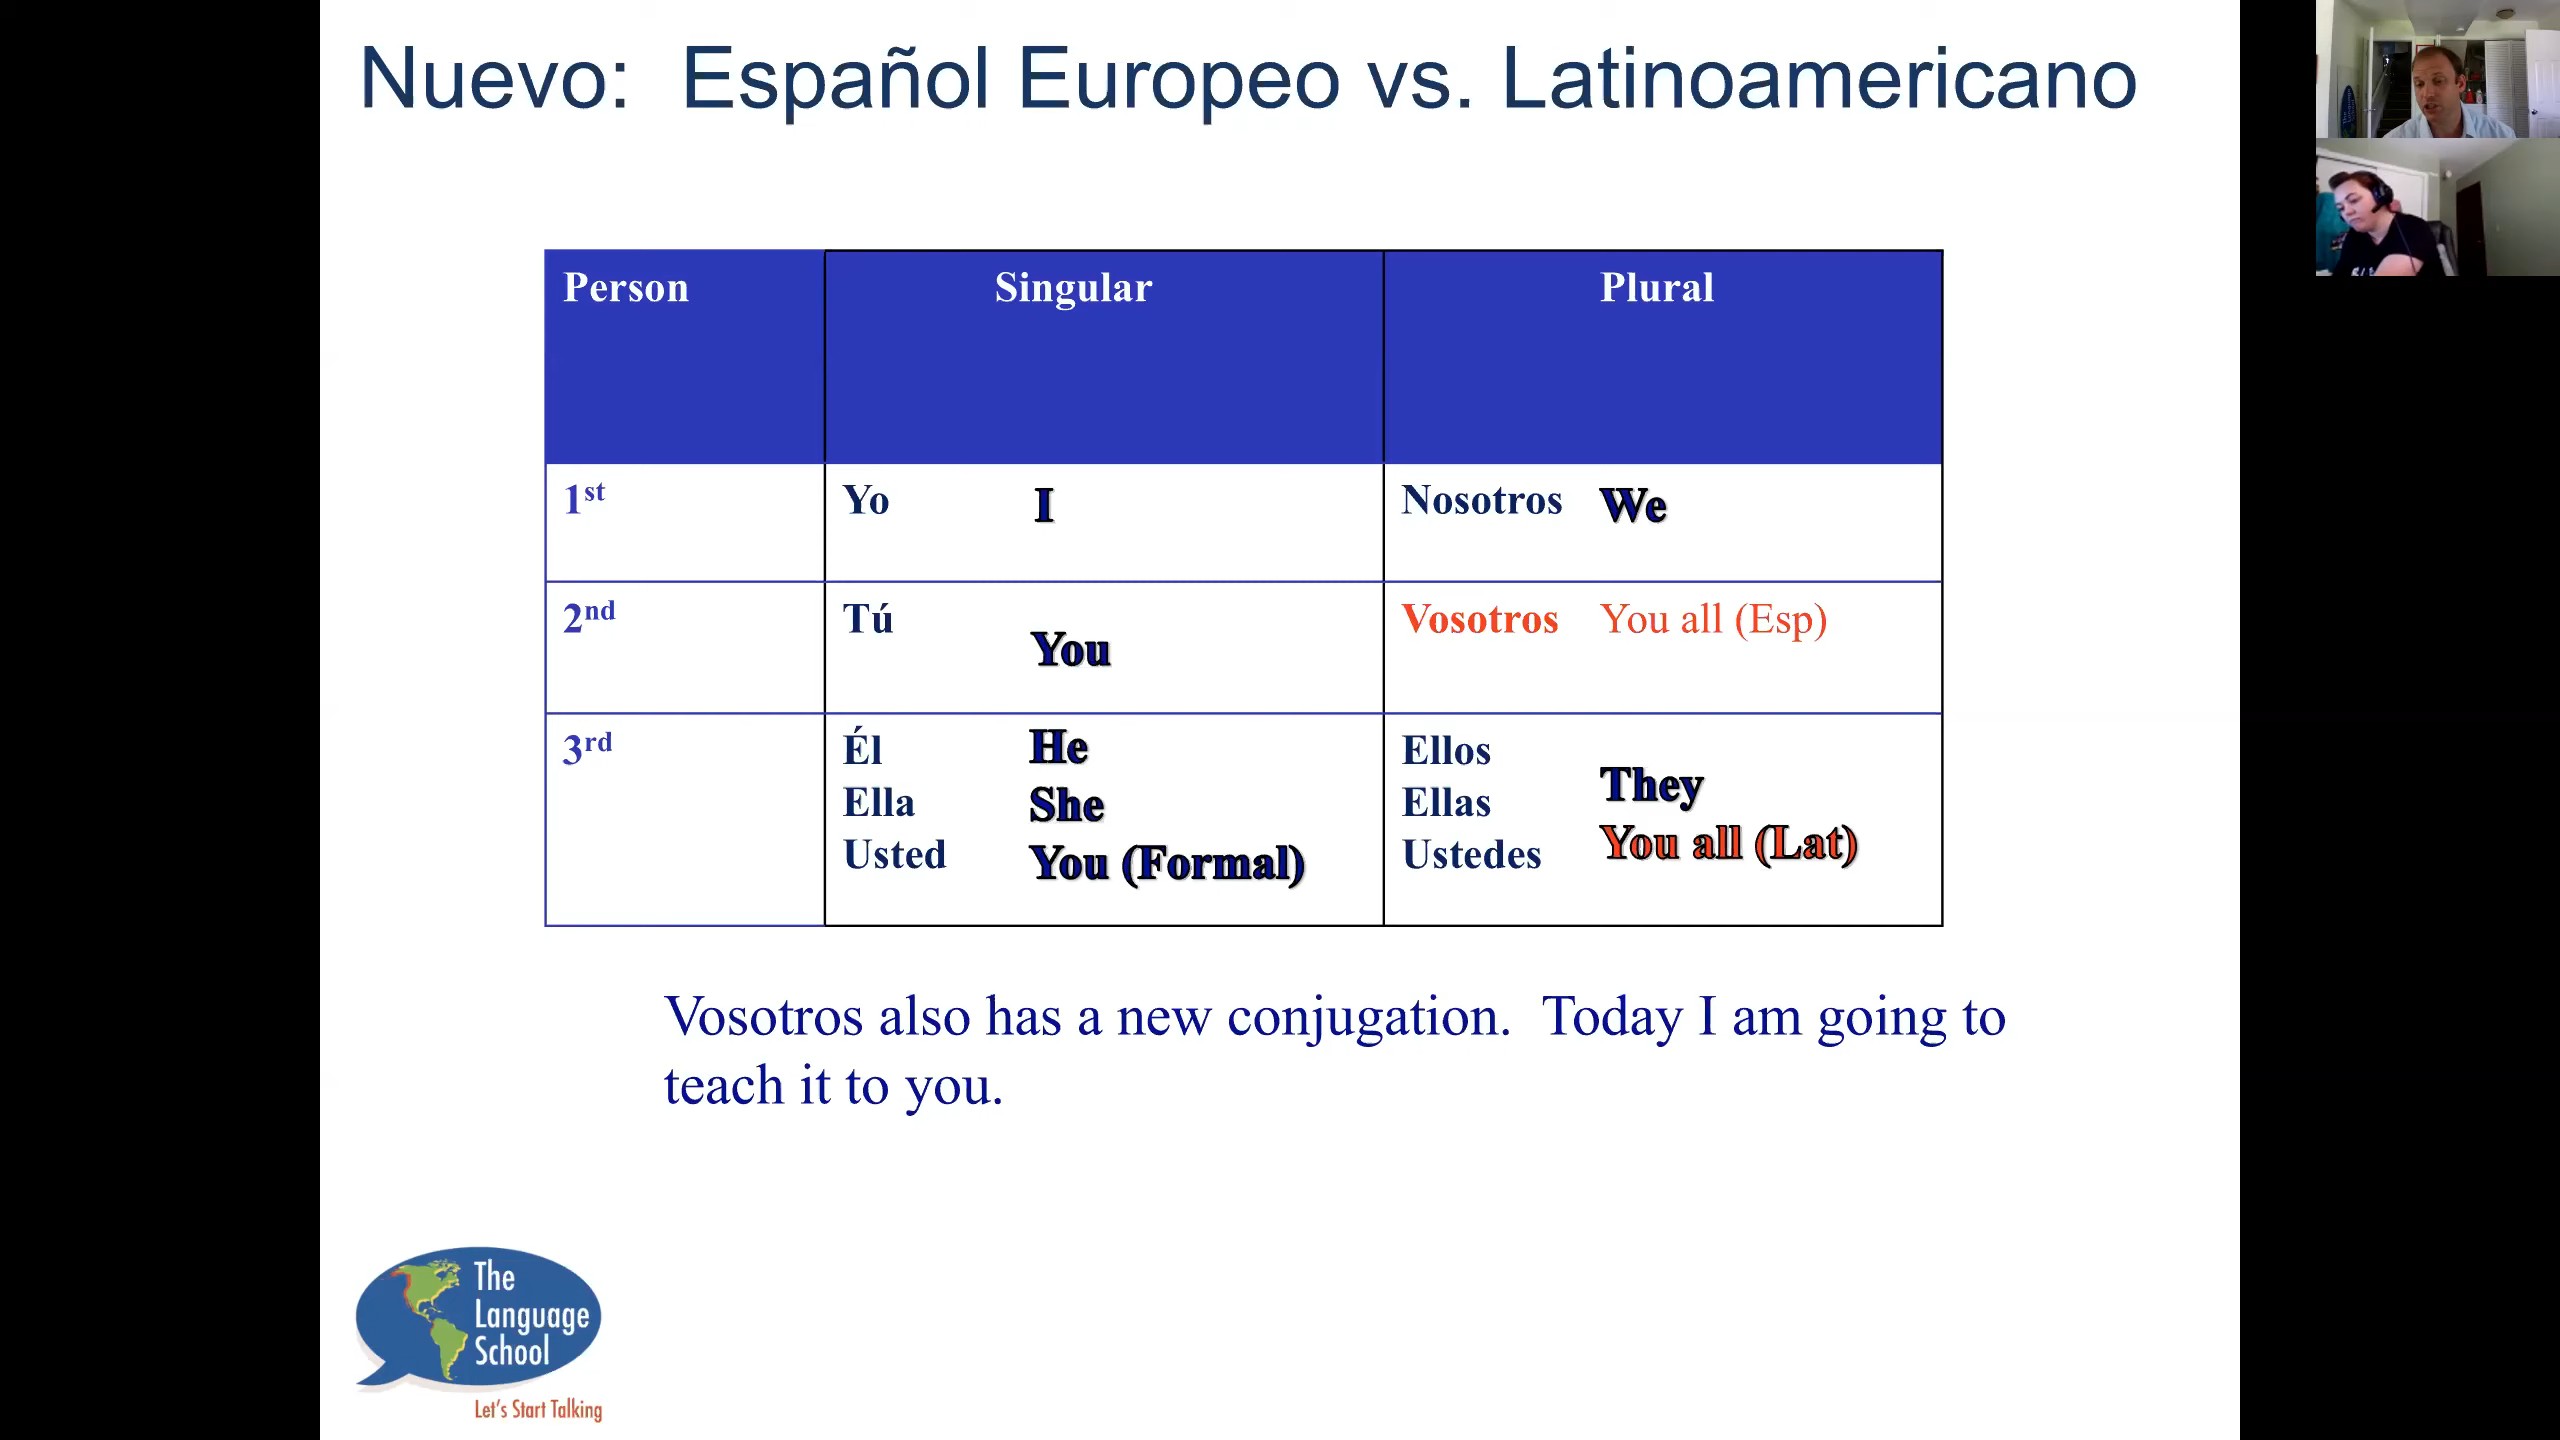 Nuevo: Español Europeo vs. Latinoamericano
Person Singular Plural
1st Yo I Nosotros We
2nd Tú You Vosotros You all (Esp)
3rd Él He Ellos They
Ella She Ellas You all (Lat)
Usted You (Formal) Ustedes
Vosotros also has a new conjugation. Today I am going to
teach it to you.
The
Language
School
Let's Start Talking